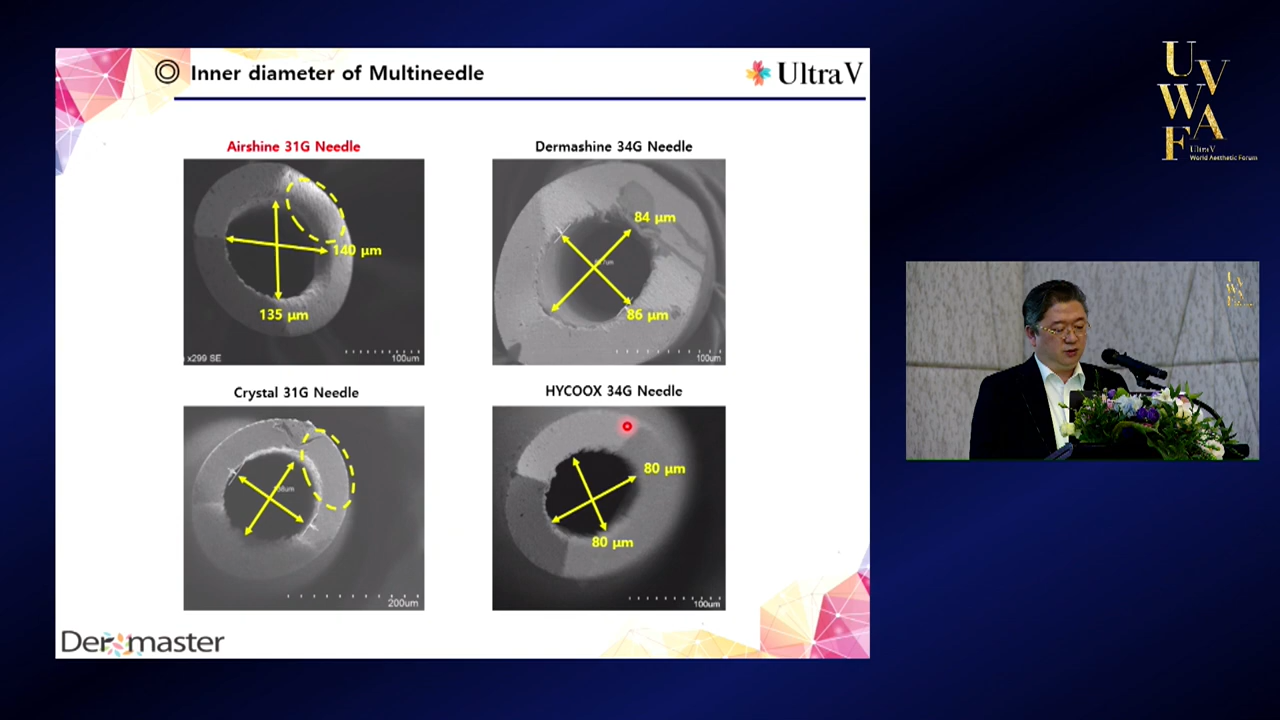 Inner diameter of Multineedle
UltraV
Airshine 31G Needle
140 µm
135 µm
x299 SE
100um
Dermashine 34G Needle
84 µm
86 µm
100um
Crystal 31G Needle
200um
HYCOOX 34G Needle
80 µm
80 µm
100um
Dermaster
UV
WA
F
UltraV
World Aesthetic Forum